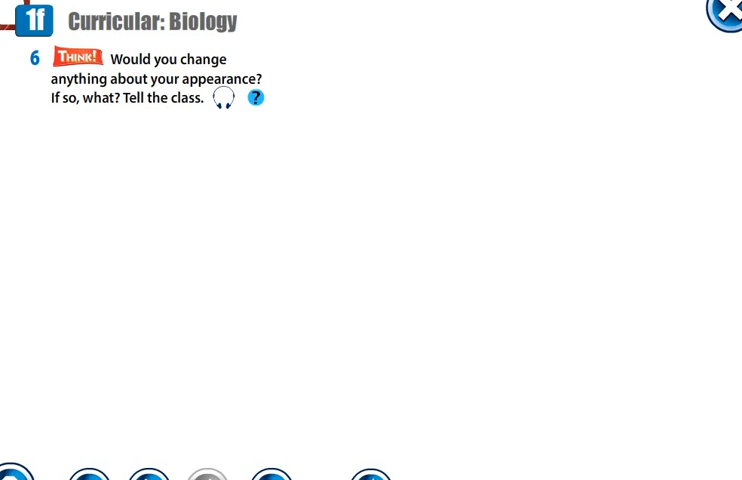 1f Curricular: Biology
6 THINK! Would you change
anything about your appearance?
If so, what? Tell the class. ?